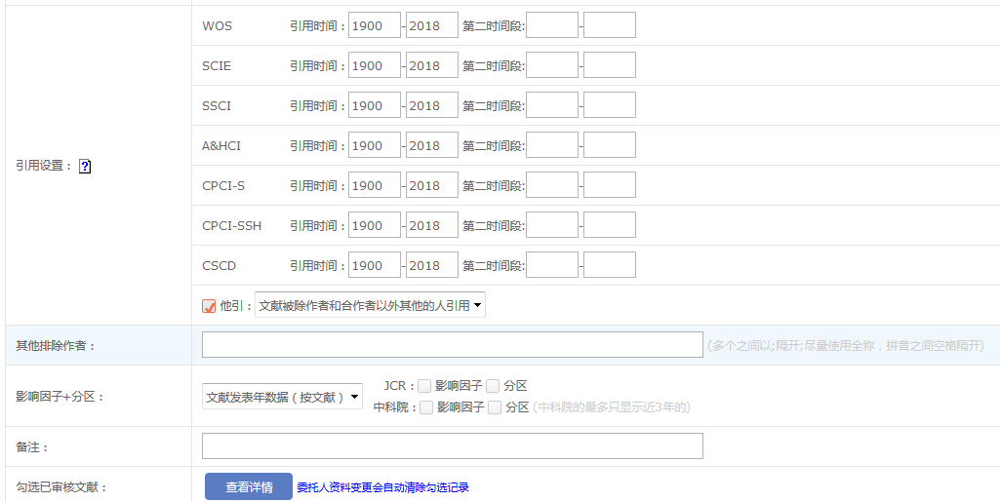 WOS 引用时间：1900-2018 第二时间段:-
SCIE 引用时间：1900-2018 第二时间段:-
SSCI 引用时间：1900-2018 第二时间段:-
A&HCI 引用时间：1900-2018 第二时间段:-
引用设置： ?
CPCI-S 引用时间：1900-2018 第二时间段:-
CPCI-SSH 引用时间：1900-2018 第二时间段:-
CSCD 引用时间：1900-2018 第二时间段:-
他引：文献被除作者和合作者以外其他的人引用
其他排除作者： (多个之间以;隔开;尽量使用全称，拼音之间空格隔开)
影响因子+分区： 文献发表年数据（按文献） JCR： 影响因子 分区
中科院： 影响因子 分区 (中科院的最多只显示近3年的)
备注：
勾选已审核文献： 查看详情 委托人资料变更会自动清除勾选记录